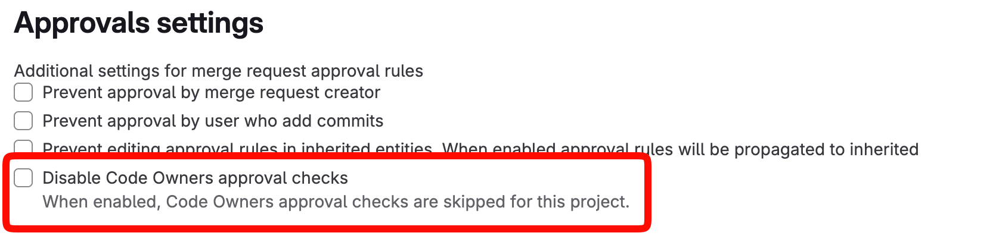 Approvals settings
Additional settings for merge request approval rules
Prevent approval by merge request creator
Prevent approval by user who add commits
Prevent editing approval rules in inherited entities. When enabled approval rules will be propagated to inherited
Disable Code Owners approval checks
When enabled, Code Owners approval checks are skipped for this project.